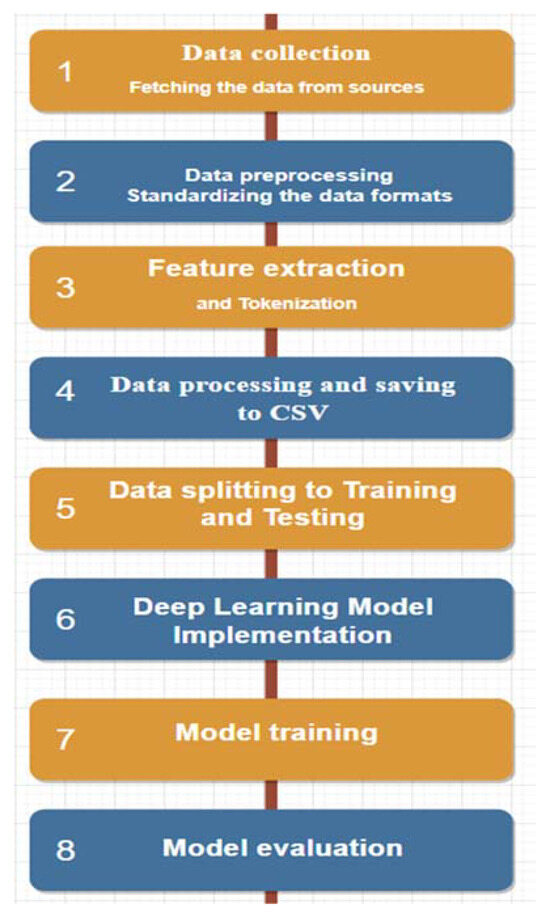 1
Data collection
Fetching the data from sources
2
Data preprocessing
Standardizing the data formats
3
Feature extraction
and Tokenization
4
Data processing and saving
to CSV
5
Data splitting to Training
and Testing
6
Deep Learning Model
Implementation
7
Model training
8
Model evaluation